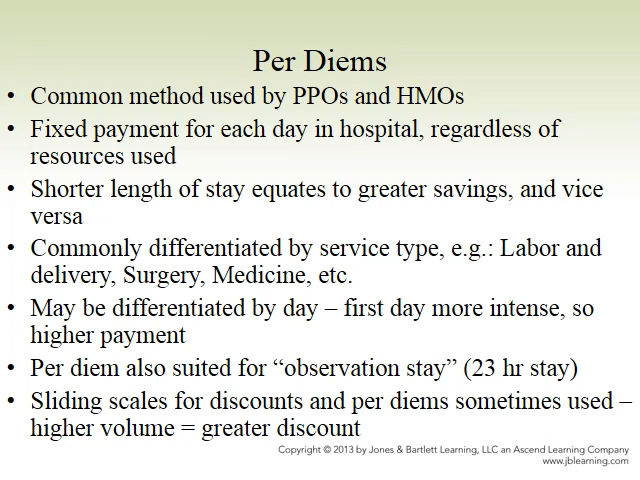 Per Diems
• Common method used by PPOs and HMOs
• Fixed payment for each day in hospital, regardless of
resources used
• Shorter length of stay equates to greater savings, and vice
versa
• Commonly differentiated by service type, e.g.: Labor and
delivery, Surgery, Medicine, etc.
• May be differentiated by day – first day more intense, so
higher payment
• Per diem also suited for “observation stay” (23 hr stay)
• Sliding scales for discounts and per diems sometimes used –
higher volume = greater discount
Copyright © 2013 by Jones & Bartlett Learning, LLC an Ascend Learning Company
www.jblearning.com